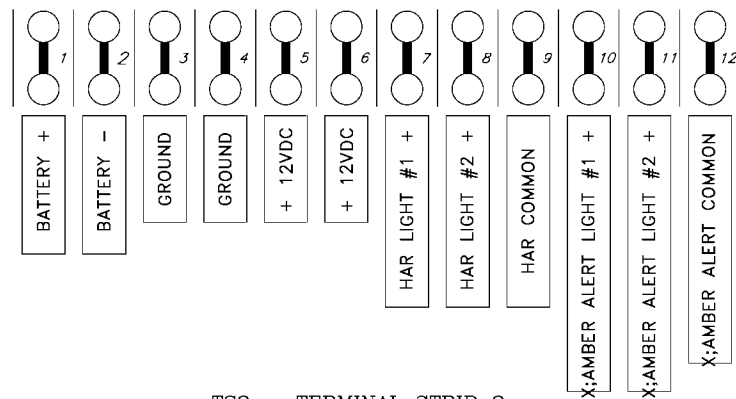 1 2 3 4 5 6 7 8 9 10 11 12
BATTERY +
BATTERY -
GROUND
GROUND
+ 12VDC
+ 12VDC
HAR LIGHT #1 +
HAR LIGHT #2 +
HAR COMMON
X;AMBER ALERT LIGHT #1 +
X;AMBER ALERT LIGHT #2 +
X;AMBER ALERT COMMON